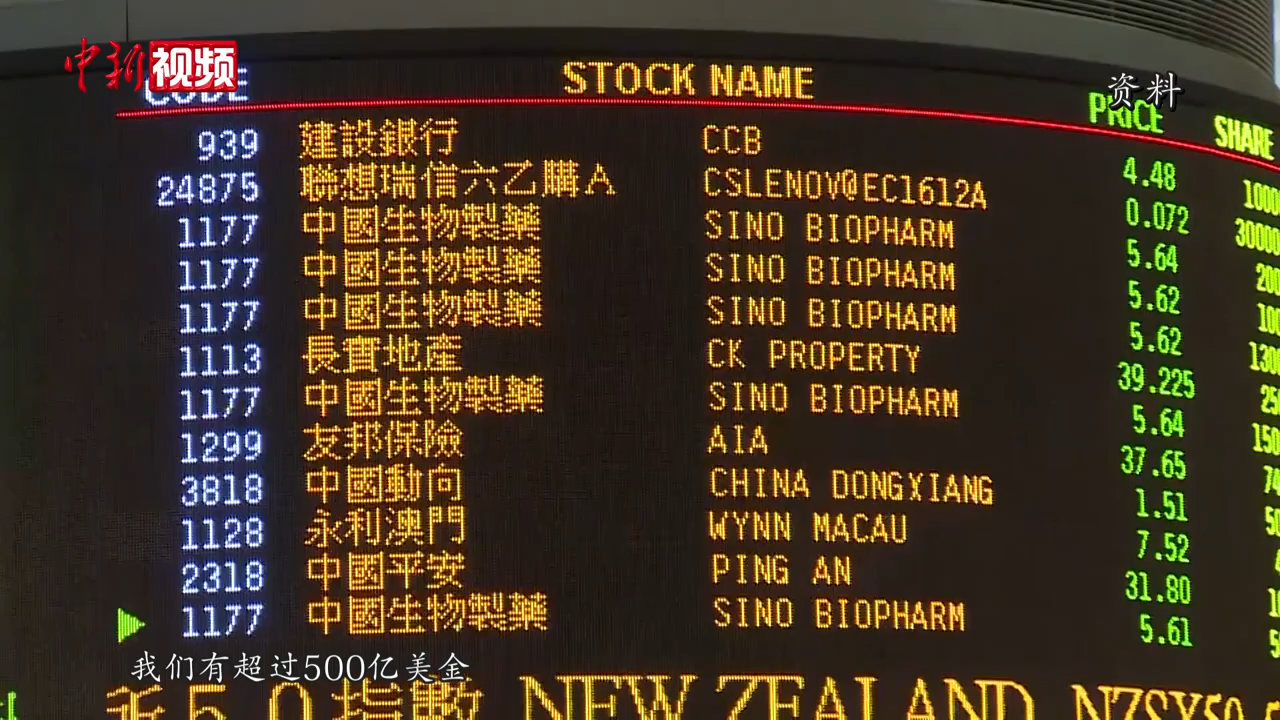 中新视频
资料
CODE STOCK NAME PRICE SHARE
939 建設銀行 CCB 4.48
24875 聯想瑞信六乙購A CSLENOV@EC1612A 0.072
1177 中國生物製藥 SINO BIOPHARM 5.64
1177 中國生物製藥 SINO BIOPHARM 5.62
1177 中國生物製藥 SINO BIOPHARM 5.62
1113 長實地產 CK PROPERTY 39.225
1177 中國生物製藥 SINO BIOPHARM 5.64
1299 友邦保險 AIA 37.65
3818 中國動向 CHINA DONGXIANG 1.51
1128 永利澳門 WYNN MACAU 7.52
2318 中國平安 PING AN 31.80
1177 中國生物製藥 SINO BIOPHARM 5.61
我们有超过500亿美金
50指數 NEW ZEALAND NZSX50